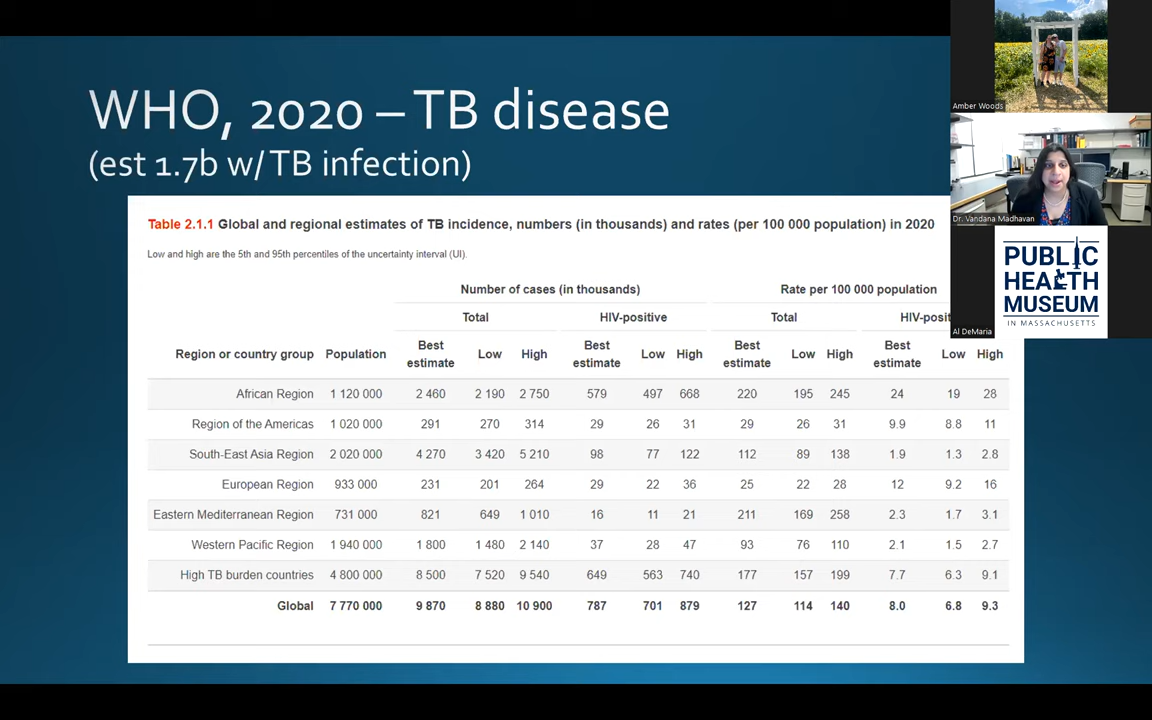 WHO, 2020 – TB disease
(est 1.7b w/ TB infection)
Table 2.1.1 Global and regional estimates of TB incidence, numbers (in thousands) and rates (per 100 000 population) in 2020
Low and high are the 5th and 95th percentiles of the uncertainty interval (UI).
Number of cases (in thousands) Rate per 100 000 population
Total HIV-positive Total HIV-posit
Region or country group Population Best estimate Low High Best estimate Low High Best estimate Low High Best estimate Low High
African Region 1 120 000 2 460 2 190 2 750 579 497 668 220 195 245 24 19 28
Region of the Americas 1 020 000 291 270 314 29 26 31 29 26 31 9.9 8.8 11
South-East Asia Region 2 020 000 4 270 3 420 5 210 98 77 122 112 89 138 1.9 1.3 2.8
European Region 933 000 231 201 264 29 22 36 25 22 28 12 9.2 16
Eastern Mediterranean Region 731 000 821 649 1 010 16 11 21 211 169 258 2.3 1.7 3.1
Western Pacific Region 1 940 000 1 800 1 480 2 140 37 28 47 93 76 110 2.1 1.5 2.7
High TB burden countries 4 800 000 8 500 7 520 9 540 649 563 740 177 157 199 7.7 6.3 9.1
Global 7 770 000 9 870 8 880 10 900 787 701 879 127 114 140 8.0 6.8 9.3
Amber Woods
Dr. Vandana Madhavan
PUBLIC
HEALTH
MUSEUM
IN MASSACHUSETTS
Al DeMaria